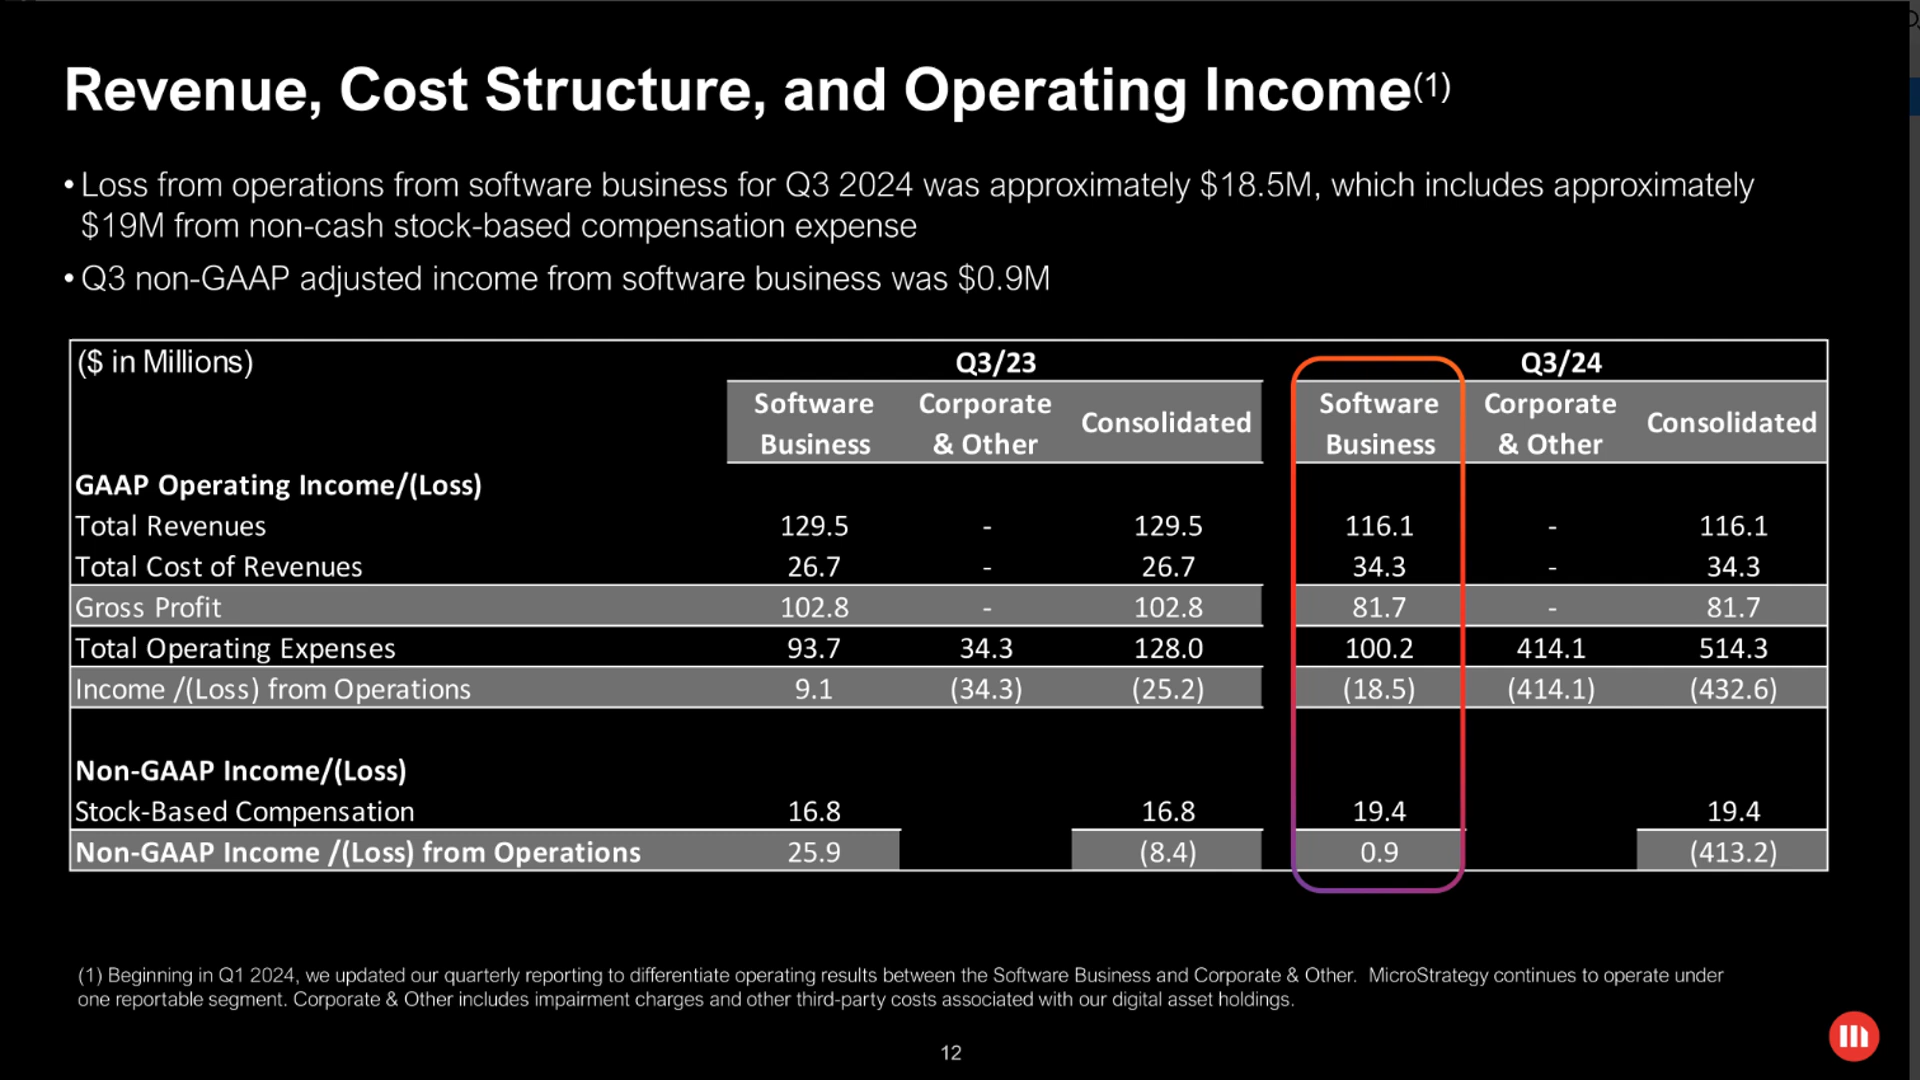 Revenue, Cost Structure, and Operating Income(1)
• Loss from operations from software business for Q3 2024 was approximately $18.5M, which includes approximately
$19M from non-cash stock-based compensation expense
• Q3 non-GAAP adjusted income from software business was $0.9M
($ in Millions) Q3/23 Q3/24
Software Business Corporate & Other Consolidated Software Business Corporate & Other Consolidated
GAAP Operating Income/(Loss)
Total Revenues 129.5 - 129.5 116.1 - 116.1
Total Cost of Revenues 26.7 - 26.7 34.3 - 34.3
Gross Profit 102.8 - 102.8 81.7 - 81.7
Total Operating Expenses 93.7 34.3 128.0 100.2 414.1 514.3
Income /(Loss) from Operations 9.1 (34.3) (25.2) (18.5) (414.1) (432.6)
Non-GAAP Income/(Loss)
Stock-Based Compensation 16.8 16.8 19.4 19.4
Non-GAAP Income /(Loss) from Operations 25.9 (8.4) 0.9 (413.2)
(1) Beginning in Q1 2024, we updated our quarterly reporting to differentiate operating results between the Software Business and Corporate & Other. MicroStrategy continues to operate under
one reportable segment. Corporate & Other includes impairment charges and other third-party costs associated with our digital asset holdings.
12